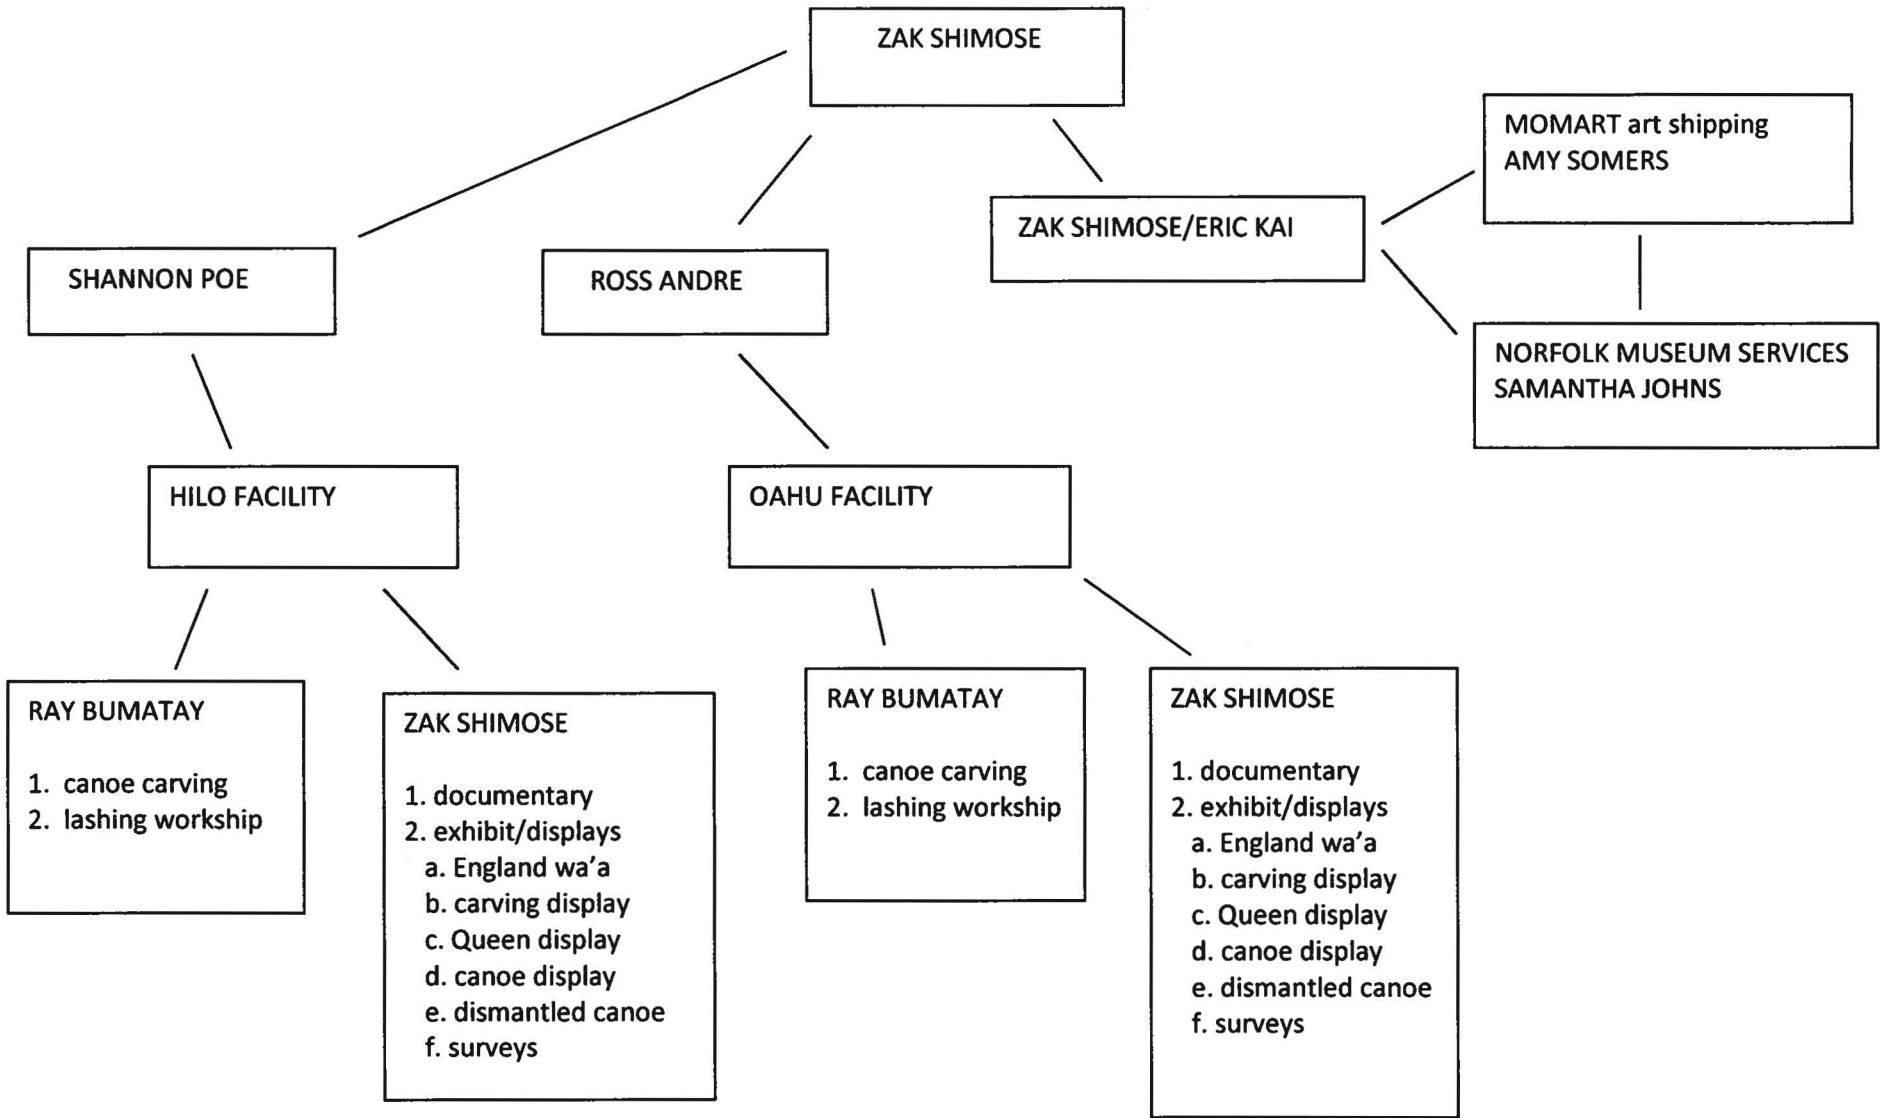 ZAK SHIMOSE
MOMART art shipping
AMY SOMERS
ZAK SHIMOSE/ERIC KAI
SHANNON POE
ROSS ANDRE
NORFOLK MUSEUM SERVICES
SAMANTHA JOHNS
HILO FACILITY
OAHU FACILITY
RAY BUMATAY
1. canoe carving
2. lashing workship
ZAK SHIMOSE
1. documentary
2. exhibit/displays
a. England wa’a
b. carving display
c. Queen display
d. canoe display
e. dismantled canoe
f. surveys
RAY BUMATAY
1. canoe carving
2. lashing workship
ZAK SHIMOSE
1. documentary
2. exhibit/displays
a. England wa’a
b. carving display
c. Queen display
d. canoe display
e. dismantled canoe
f. surveys